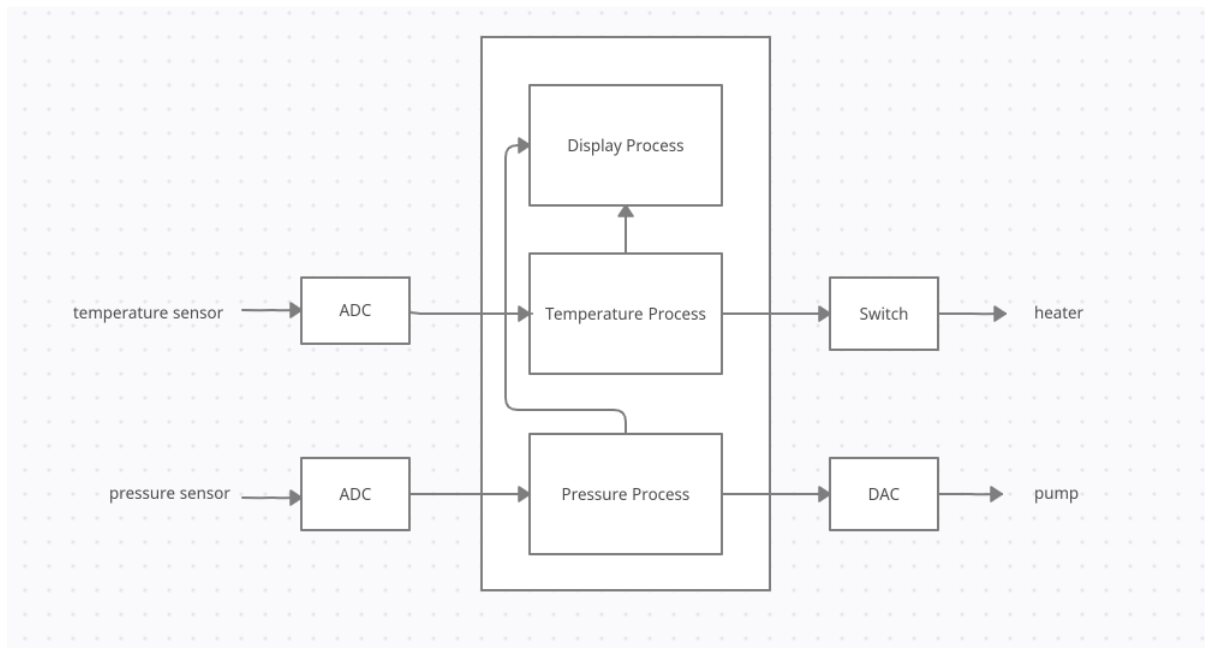 Display Process
temperature sensor
ADC
Temperature Process
Switch
heater
pressure sensor
ADC
Pressure Process
DAC
pump